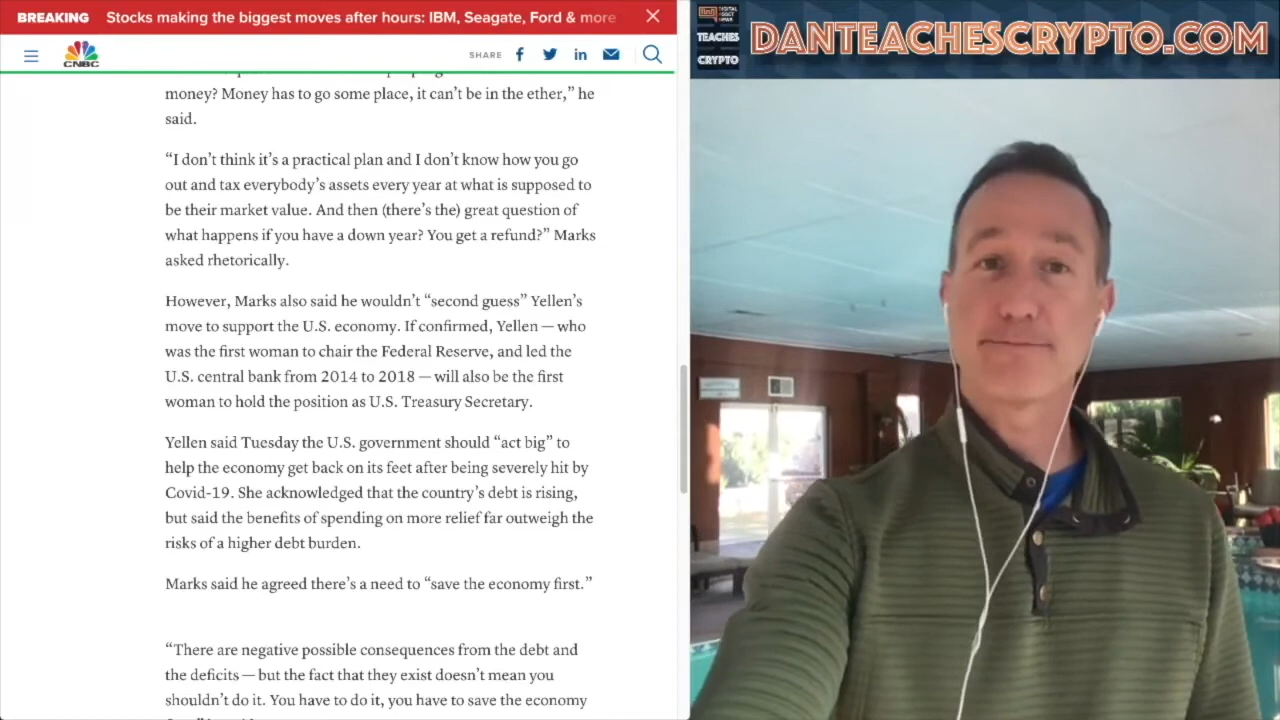 BREAKING Stocks making the biggest moves after hours: IBM, Seagate, Ford & more
CNBC
SHARE
money? Money has to go some place, it can’t be in the ether,” he
said.
“I don’t think it’s a practical plan and I don’t know how you go
out and tax everybody’s assets every year at what is supposed to
be their market value. And then (there’s the) great question of
what happens if you have a down year? You get a refund?” Marks
asked rhetorically.
However, Marks also said he wouldn’t “second guess” Yellen’s
move to support the U.S. economy. If confirmed, Yellen — who
was the first woman to chair the Federal Reserve, and led the
U.S. central bank from 2014 to 2018 — will also be the first
woman to hold the position as U.S. Treasury Secretary.
Yellen said Tuesday the U.S. government should “act big” to
help the economy get back on its feet after being severely hit by
Covid-19. She acknowledged that the country’s debt is rising,
but said the benefits of spending on more relief far outweigh the
risks of a higher debt burden.
Marks said he agreed there’s a need to “save the economy first.”
“There are negative possible consequences from the debt and
the deficits — but the fact that they exist doesn’t mean you
shouldn’t do it. You have to do it, you have to save the economy
DIGITAL
ASSET
NEWS
TEACHES
CRYPTO
DANTEACHESCRYPTO.COM